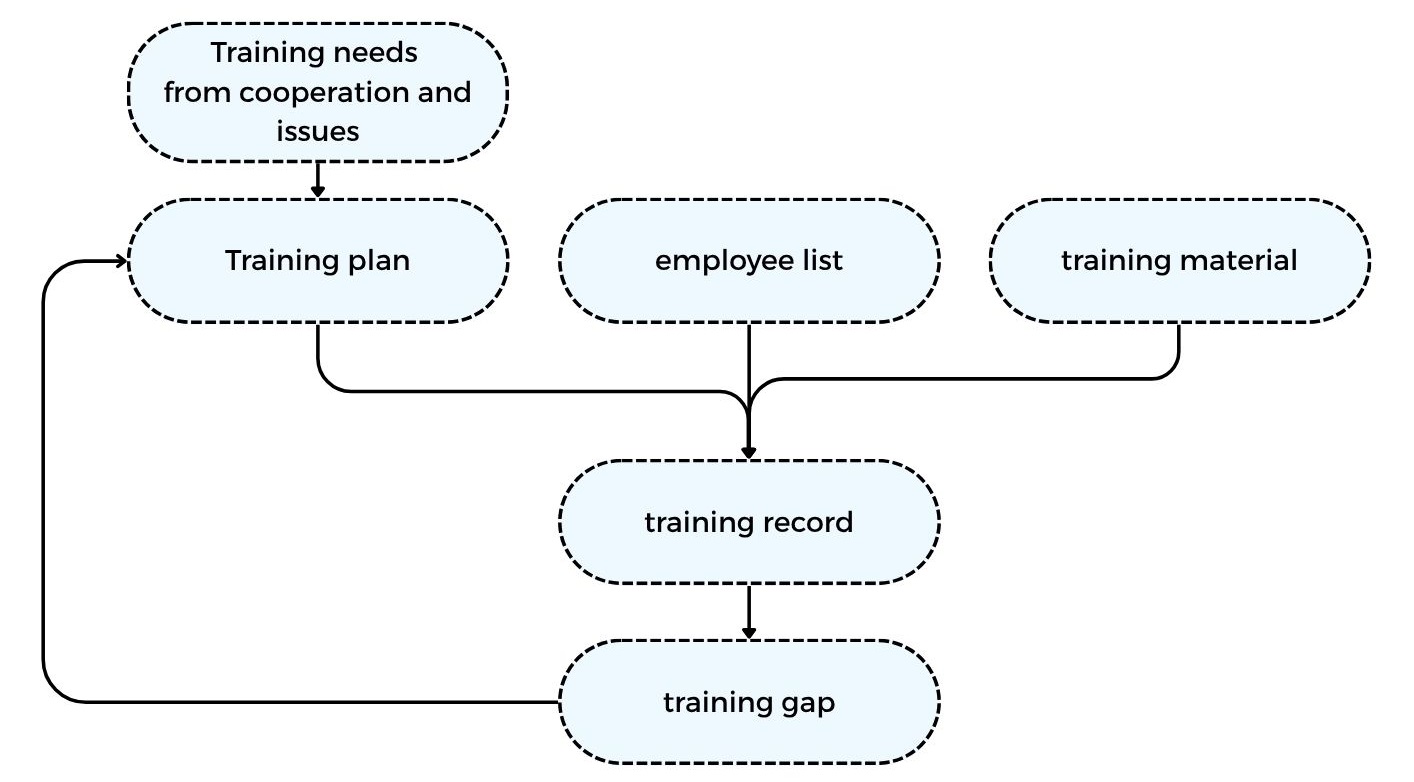 Training needs
from cooperation and
issues
Training plan
employee list
training material
training record
training gap